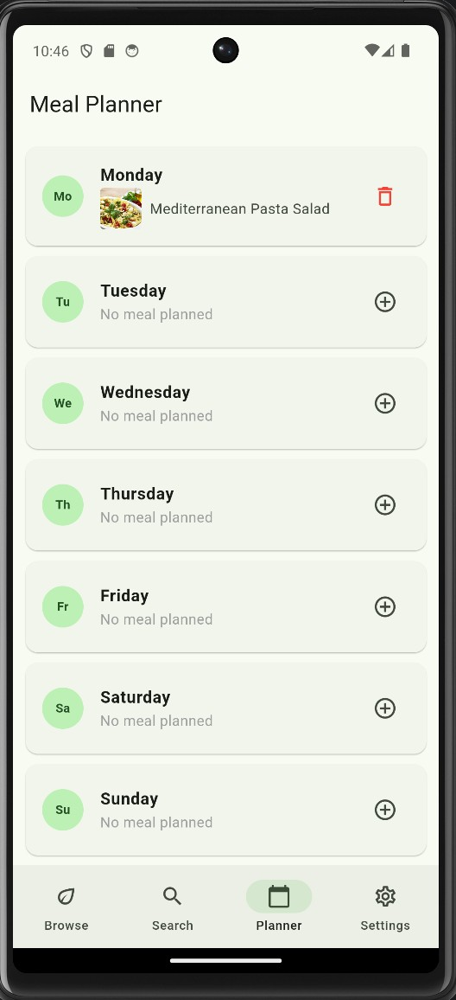 10:46
Meal Planner
Mo
Monday
Mediterranean Pasta Salad
Tu
Tuesday
No meal planned
We
Wednesday
No meal planned
Th
Thursday
No meal planned
Fr
Friday
No meal planned
Sa
Saturday
No meal planned
Su
Sunday
No meal planned
Browse
Search
Planner
Settings